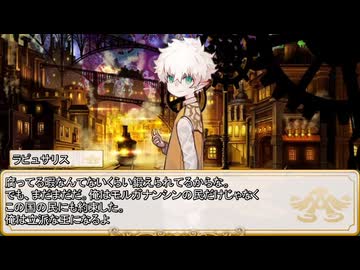 ラピュサリス
腐ってる暇なんてないくらい鍛えられてるからな。
でも、まだまだだ。俺はモルガナンシンの民だけじゃなく
この国の民にも約束した。
俺は立派な王になるよ